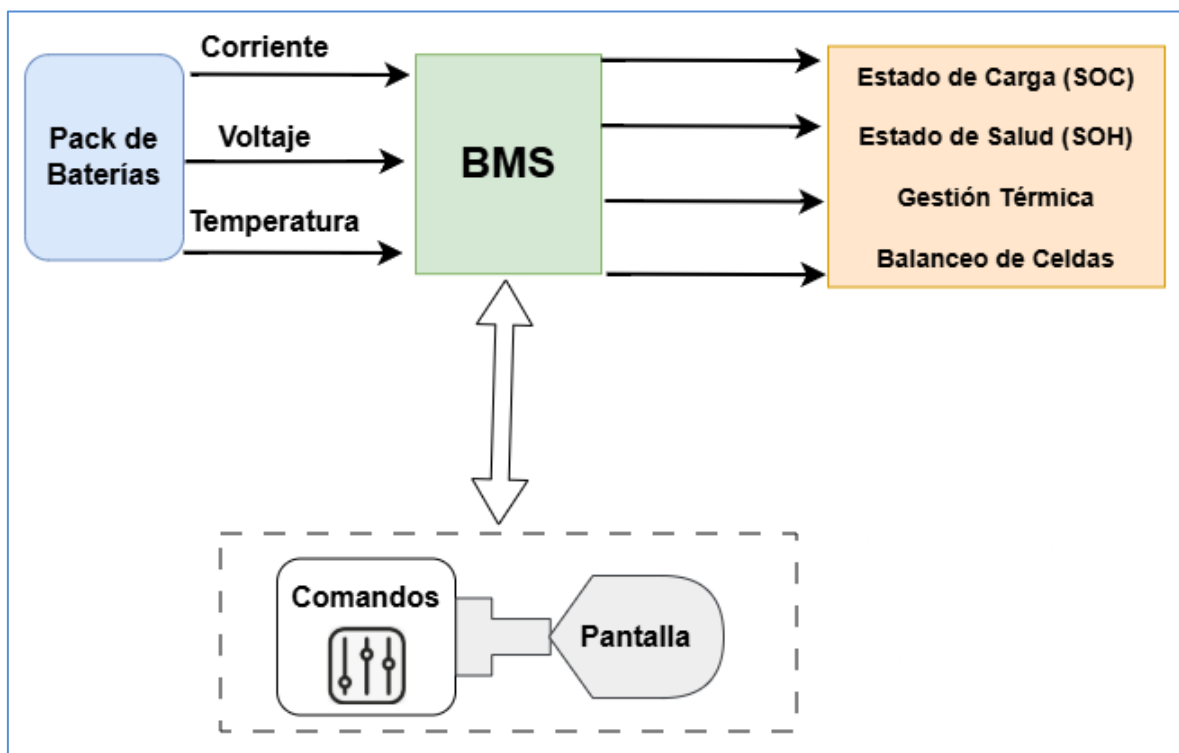 Corriente
Voltaje
Temperatura
Pack de
Baterías
BMS
Estado de Carga (SOC)
Estado de Salud (SOH)
Gestión Térmica
Balanceo de Celdas
Comandos
Pantalla